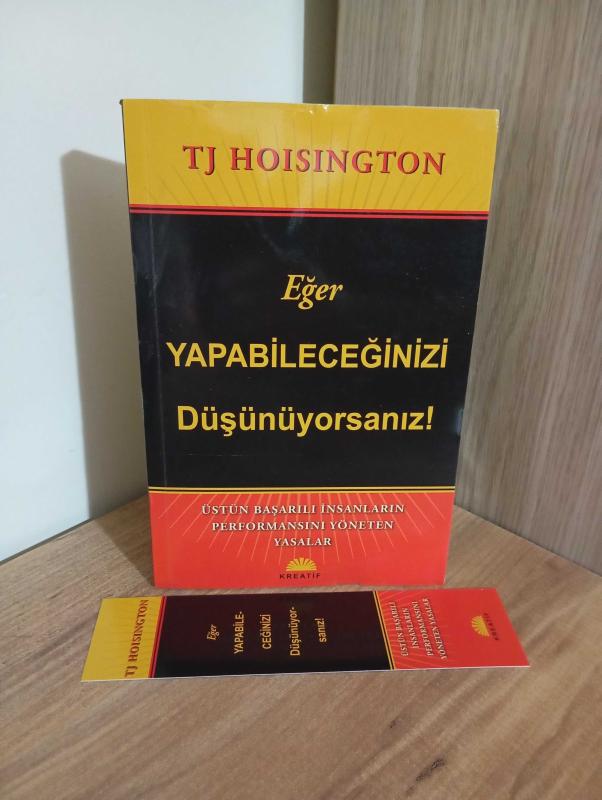 TJ HOISINGTON
Eğer
YAPABİLECEĞİNİZİ
Düşünüyorsanız!
ÜSTÜN BAŞARILI İNSANLARIN
PERFORMANSINI YÖNETEN
YASALAR
KREATİF
TJ HOISINGTON
Eğer
YAPABİLE-
CEĞİNİZİ
Düşünüyor-
sanız!
ÜSTÜN BAŞARILI
İNSANLARIN
PERFORMANSINI
YÖNETEN YASALAR
KREATİF